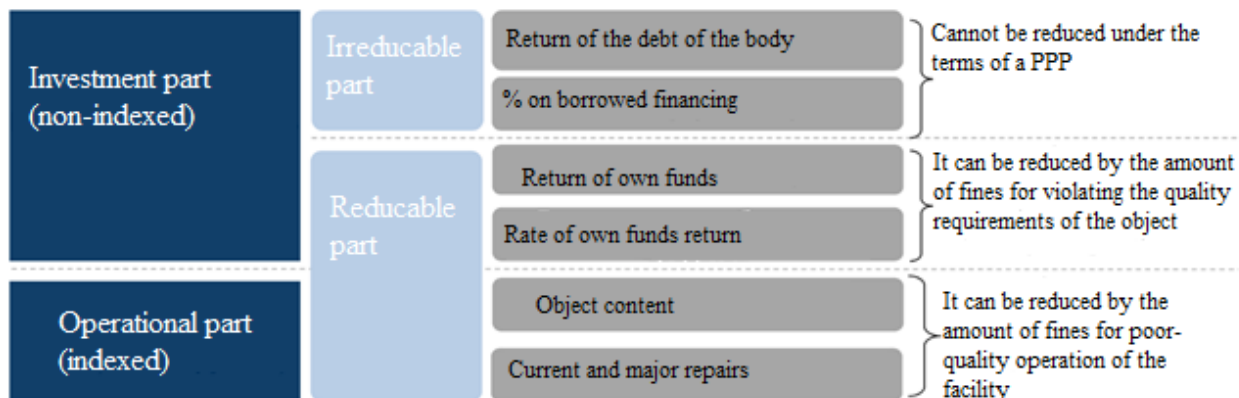 Investment part
(non-indexed)
Irreducable
part
Return of the debt of the body
% on borrowed financing
Cannot be reduced under the
terms of a PPP
Reducable
part
Return of own funds
Rate of own funds return
It can be reduced by the amount
of fines for violating the quality
requirements of the object
Operational part
(indexed)
Object content
Current and major repairs
It can be reduced by the
amount of fines for poor-
quality operation of the
facility